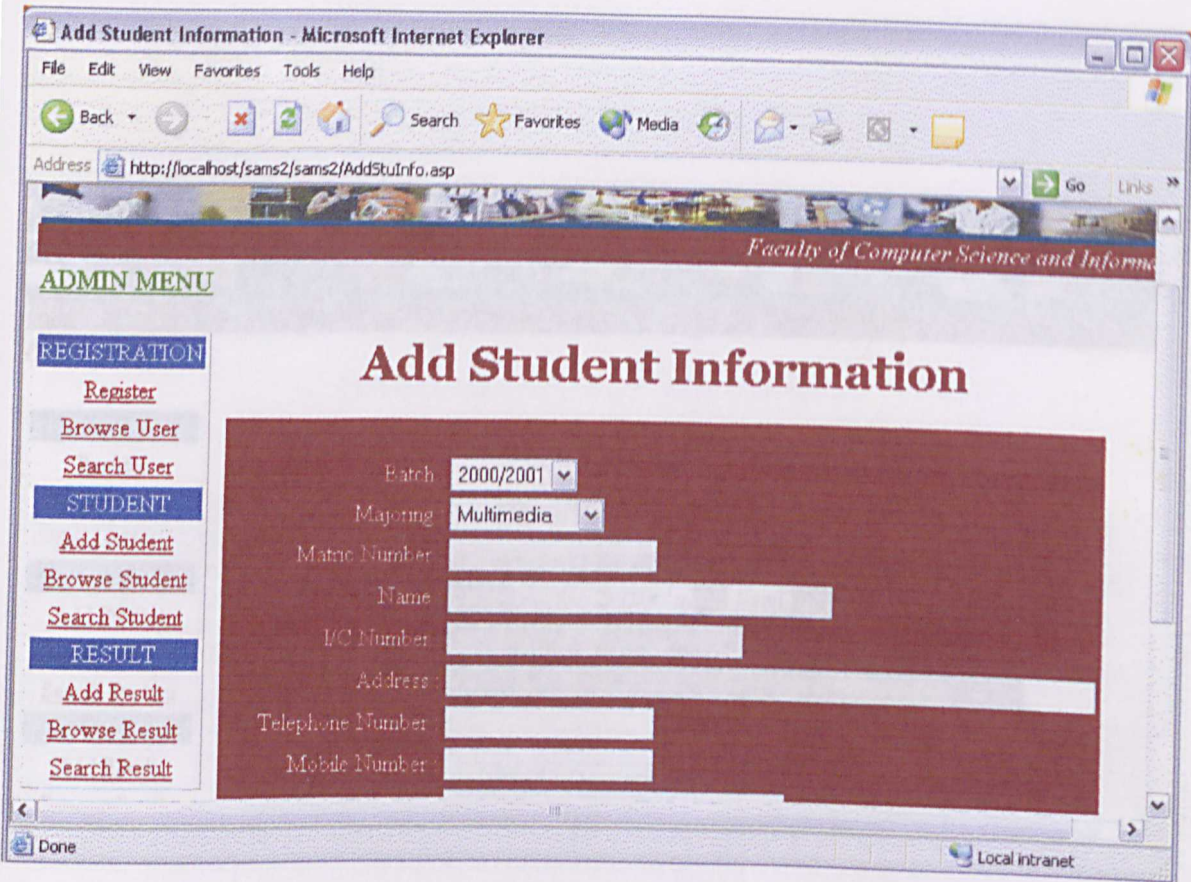 Add Student Information - Microsoft Internet Explorer
File Edit View Favorites Tools Help
Back Search Favorites Media
Address http://localhost/sams2/sams2/AddStuInfo.asp Go Links »
Faculty of Computer Science and Informa
ADMIN MENU
REGISTRATION
Register
Browse User
Search User
STUDENT
Add Student
Browse Student
Search Student
RESULT
Add Result
Browse Result
Search Result
Add Student Information
Batch 2000/2001
Majoring Multimedia
Matric Number
Name
I/C Number
Address
Telephone Number
Mobile Number
Done Local intranet